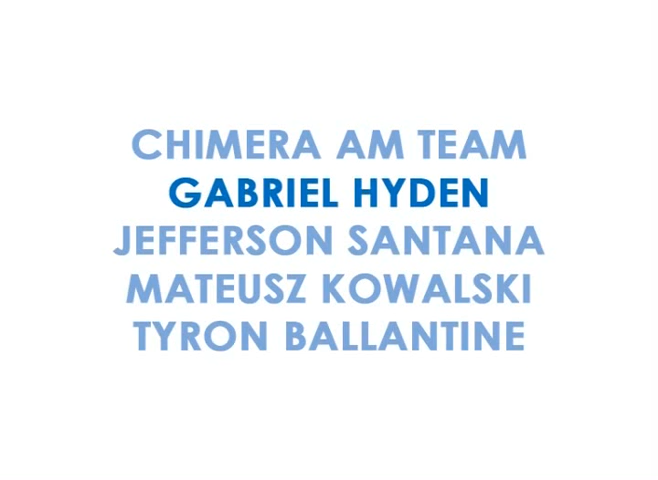 CHIMERA AM TEAM
GABRIEL HYDEN
JEFFERSON SANTANA
MATEUSZ KOWALSKI
TYRON BALLANTINE